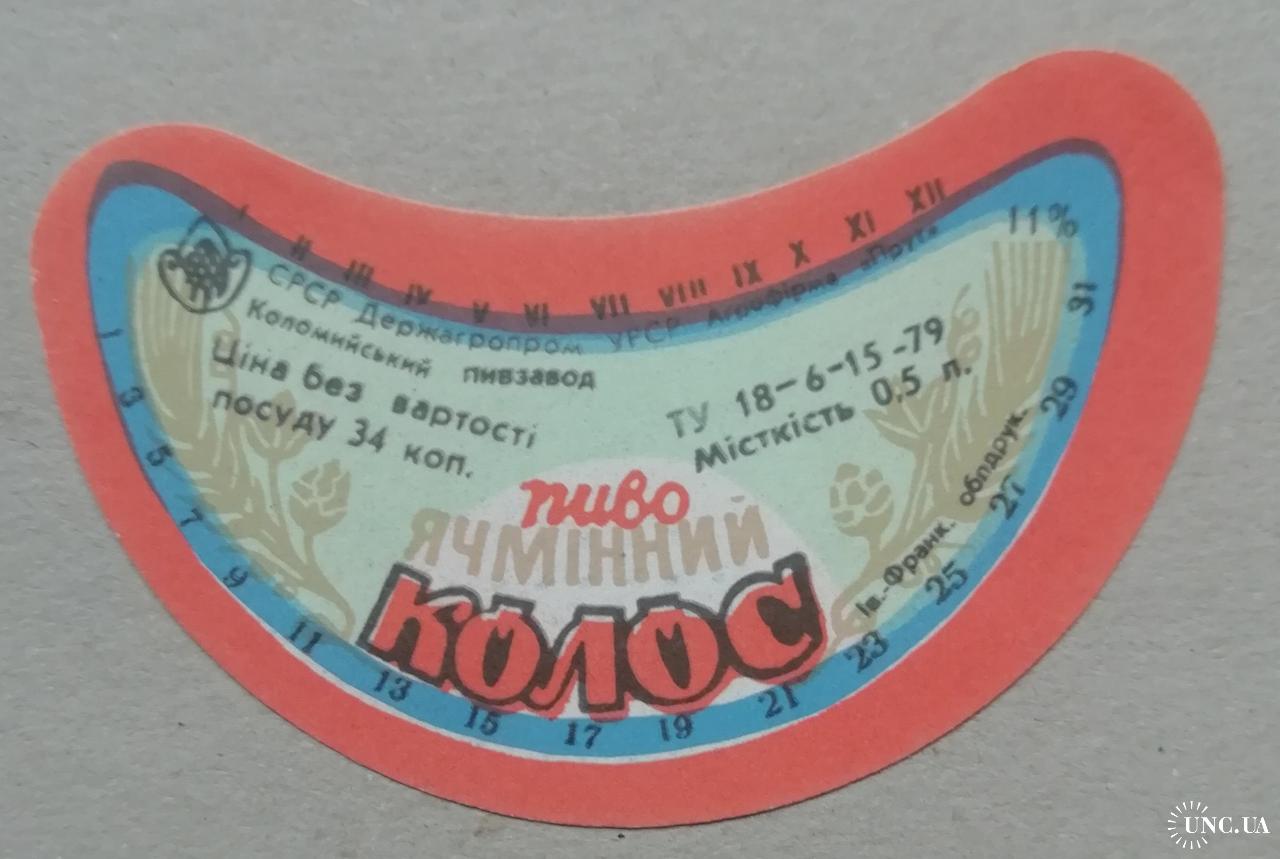 I II III IV V VI VII VIII IX X XI XII
11%
СРСР Держагропром УРСР Агрофірма «Прут»
Коломийський пивзавод
Ціна без вартості
посуду 34 коп.
ТУ 18-6-15-79
Місткість 0,5 л.
пиво
ЯЧМІННИЙ
КОЛОС
Ів.-Франк. облдрук.
1 3 5 7 9 11 13 15 17 19 21 23 25 27 29 31
UNC.UA